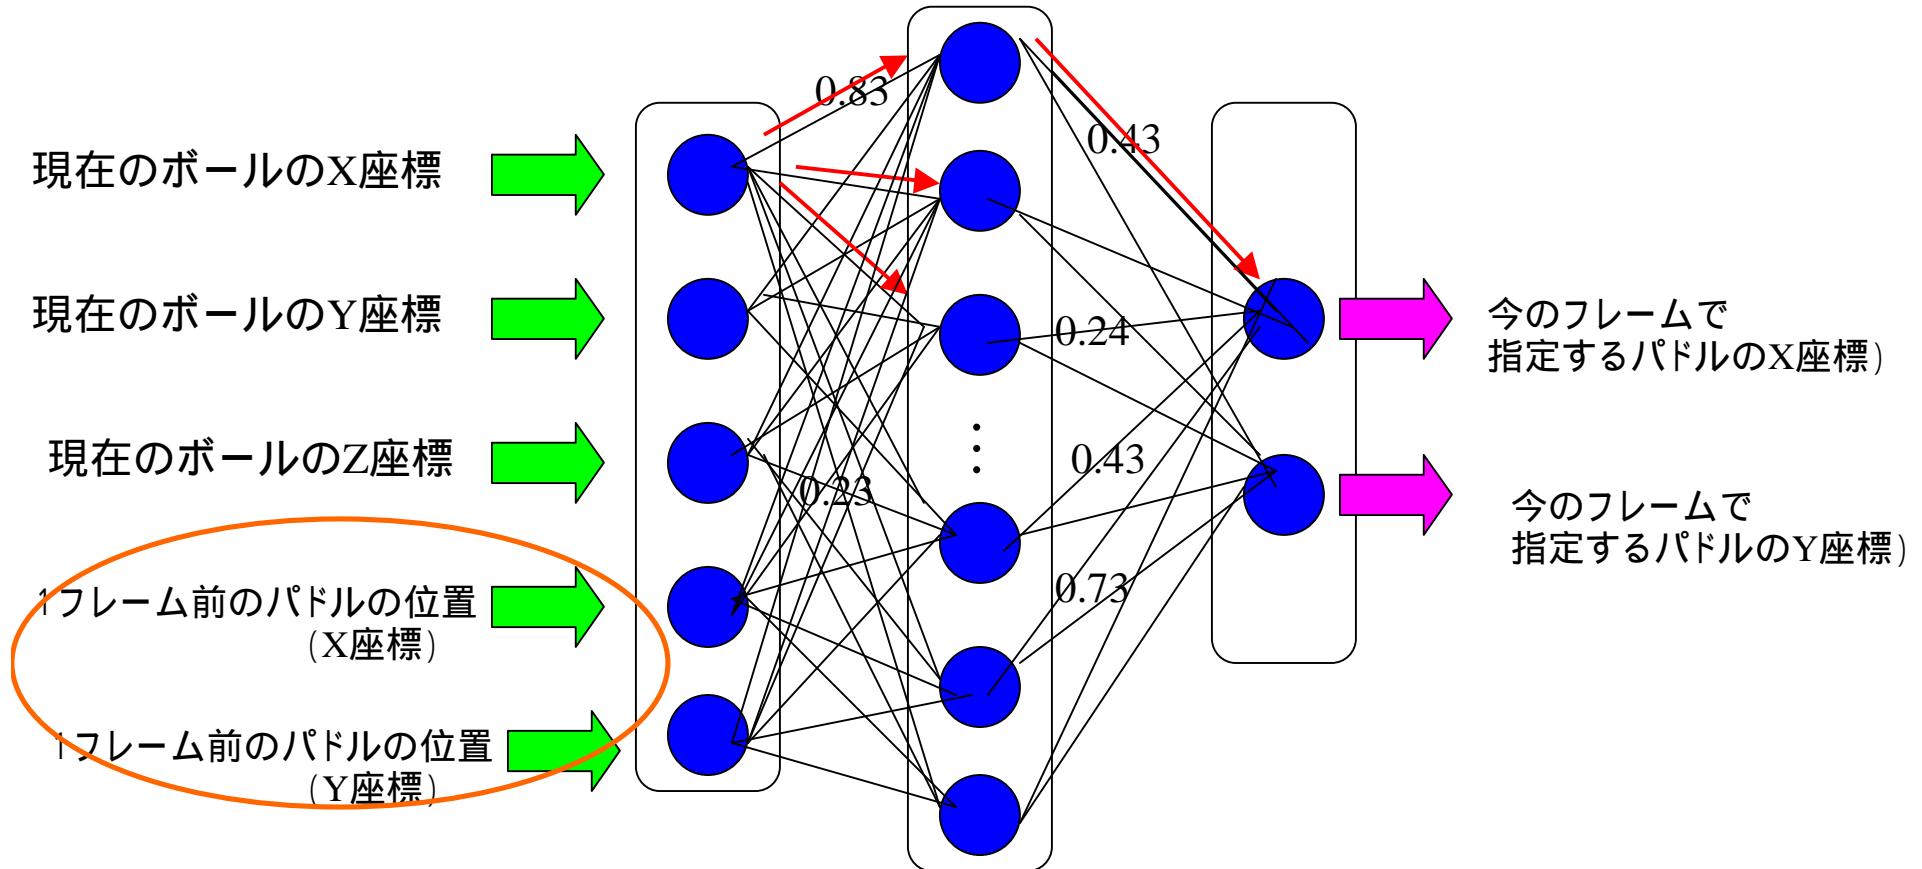 現在のボールのX座標
現在のボールのY座標
現在のボールのZ座標
1フレーム前のパドルの位置
(X座標)
1フレーム前のパドルの位置
(Y座標)
0.83
0.23
0.43
0.24
0.43
0.73
今のフレームで
指定するパドルのX座標)
今のフレームで
指定するパドルのY座標)